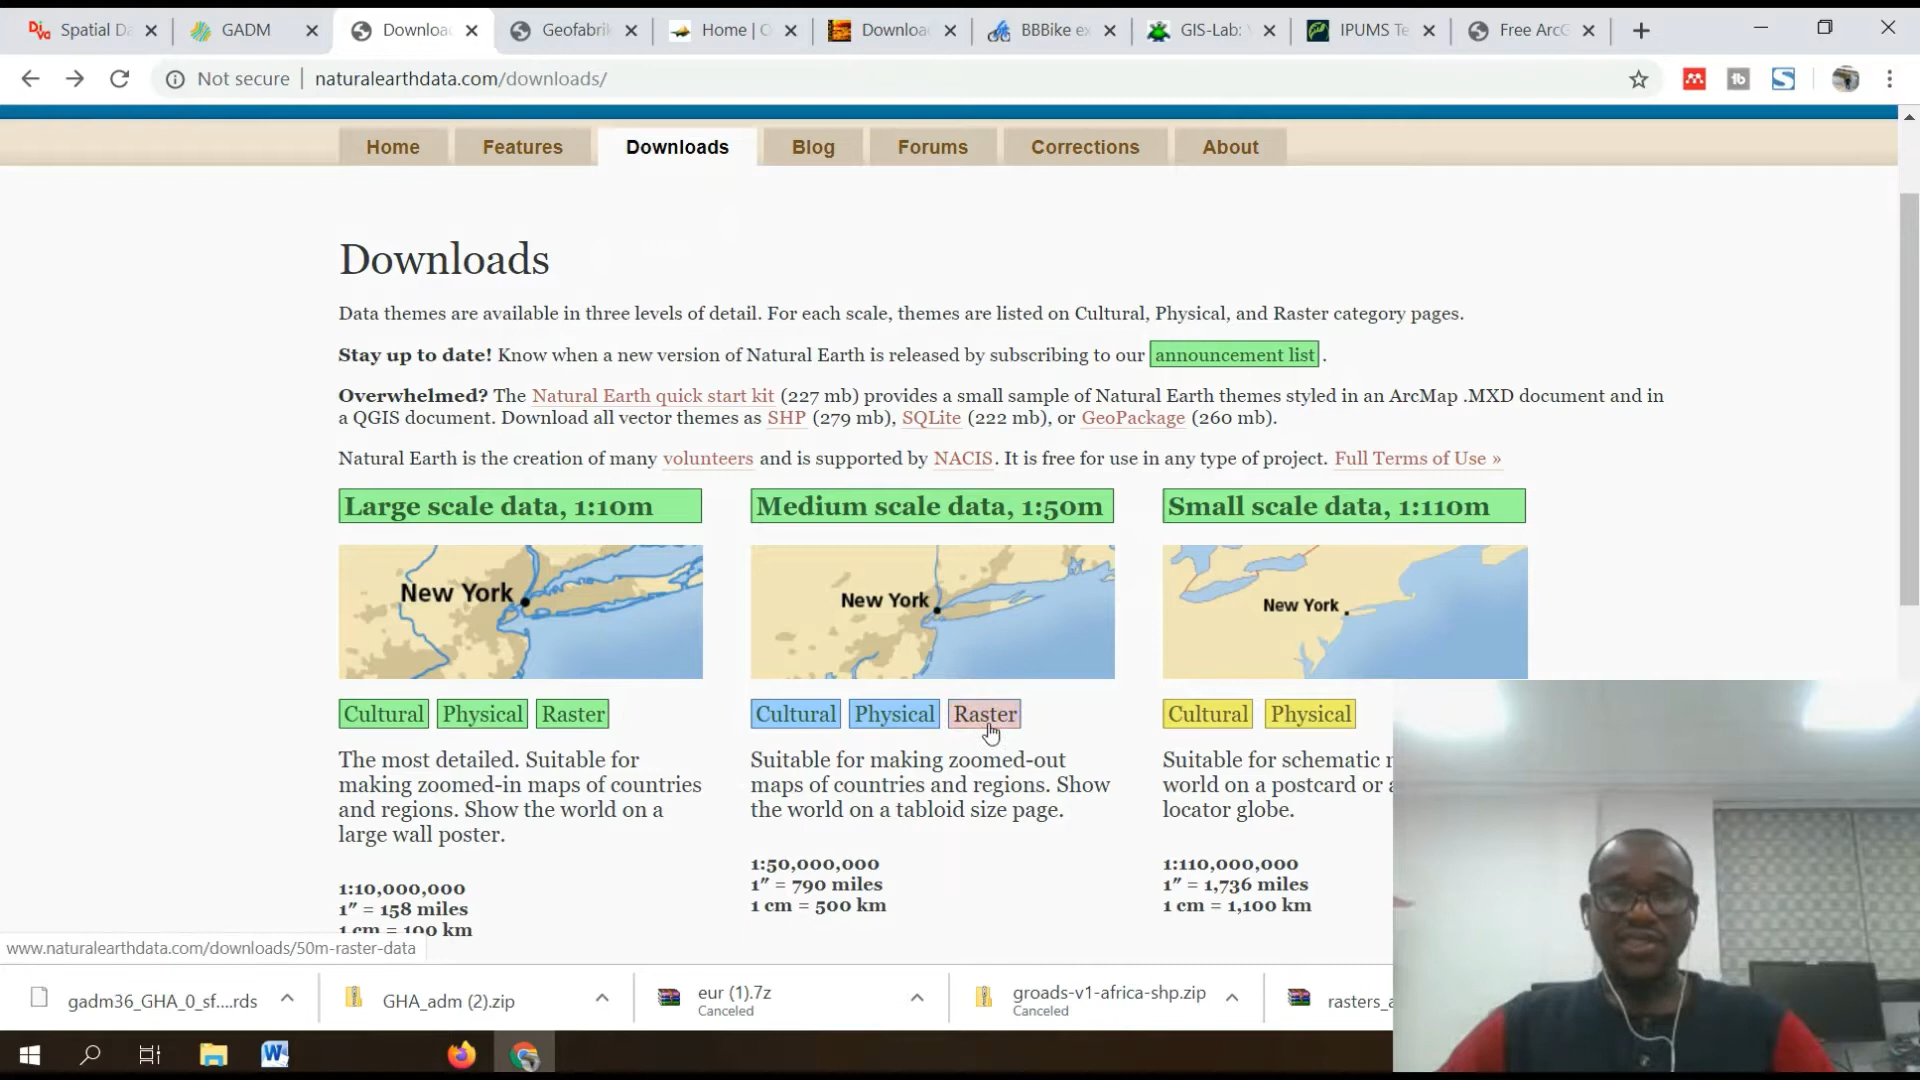 Spatial Da
GADM
Downloa
Geofabrik
Home | O
Downloa
BBBike ex
GIS-Lab:
IPUMS Te
Free ArcG
Not secure
naturalearthdata.com/downloads/
Home
Features
Downloads
Blog
Forums
Corrections
About
Downloads
Data themes are available in three levels of detail. For each scale, themes are listed on Cultural, Physical, and Raster category pages.
Stay up to date! Know when a new version of Natural Earth is released by subscribing to our announcement list .
Overwhelmed? The Natural Earth quick start kit (227 mb) provides a small sample of Natural Earth themes styled in an ArcMap .MXD document and in
a QGIS document. Download all vector themes as SHP (279 mb), SQLite (222 mb), or GeoPackage (260 mb).
Natural Earth is the creation of many volunteers and is supported by NACIS. It is free for use in any type of project. Full Terms of Use »
Large scale data, 1:10m
New York
Cultural Physical Raster
The most detailed. Suitable for
making zoomed-in maps of countries
and regions. Show the world on a
large wall poster.
1:10,000,000
1″ = 158 miles
1 cm = 100 km
Medium scale data, 1:50m
New York
Cultural Physical Raster
Suitable for making zoomed-out
maps of countries and regions. Show
the world on a tabloid size page.
1:50,000,000
1″ = 790 miles
1 cm = 500 km
Small scale data, 1:110m
New York
Cultural Physical
Suitable for schematic
world on a postcard or a
locator globe.
1:110,000,000
1″ = 1,736 miles
1 cm = 1,100 km
www.naturalearthdata.com/downloads/50m-raster-data
gadm36_GHA_0_sf....rds
GHA_adm (2).zip
eur (1).7z
Canceled
groads-v1-africa-shp.zip
Canceled
rasters_a